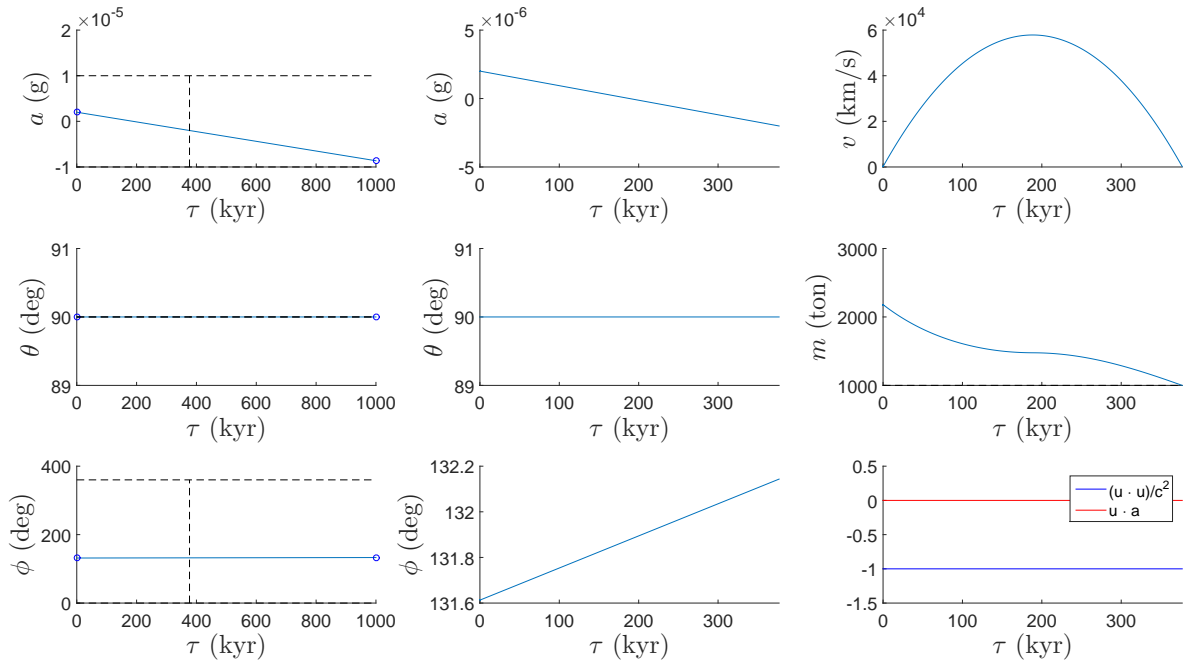 ×10^-5
2
1
0
-1
a (g)
0 200 400 600 800 1000
τ (kyr)
×10^-6
5
0
-5
a (g)
0 100 200 300
τ (kyr)
×10^4
6
4
2
0
v (km/s)
0 100 200 300
τ (kyr)
91
90
89
θ (deg)
0 200 400 600 800 1000
τ (kyr)
91
90
89
θ (deg)
0 100 200 300
τ (kyr)
3000
2000
1000
m (ton)
0 100 200 300
τ (kyr)
400
200
0
ϕ (deg)
0 200 400 600 800 1000
τ (kyr)
132.2
132
131.8
131.6
ϕ (deg)
0 100 200 300
τ (kyr)
0.5
0
-0.5
-1
-1.5
(u · u)/c^2
u · a
0 100 200 300
τ (kyr)